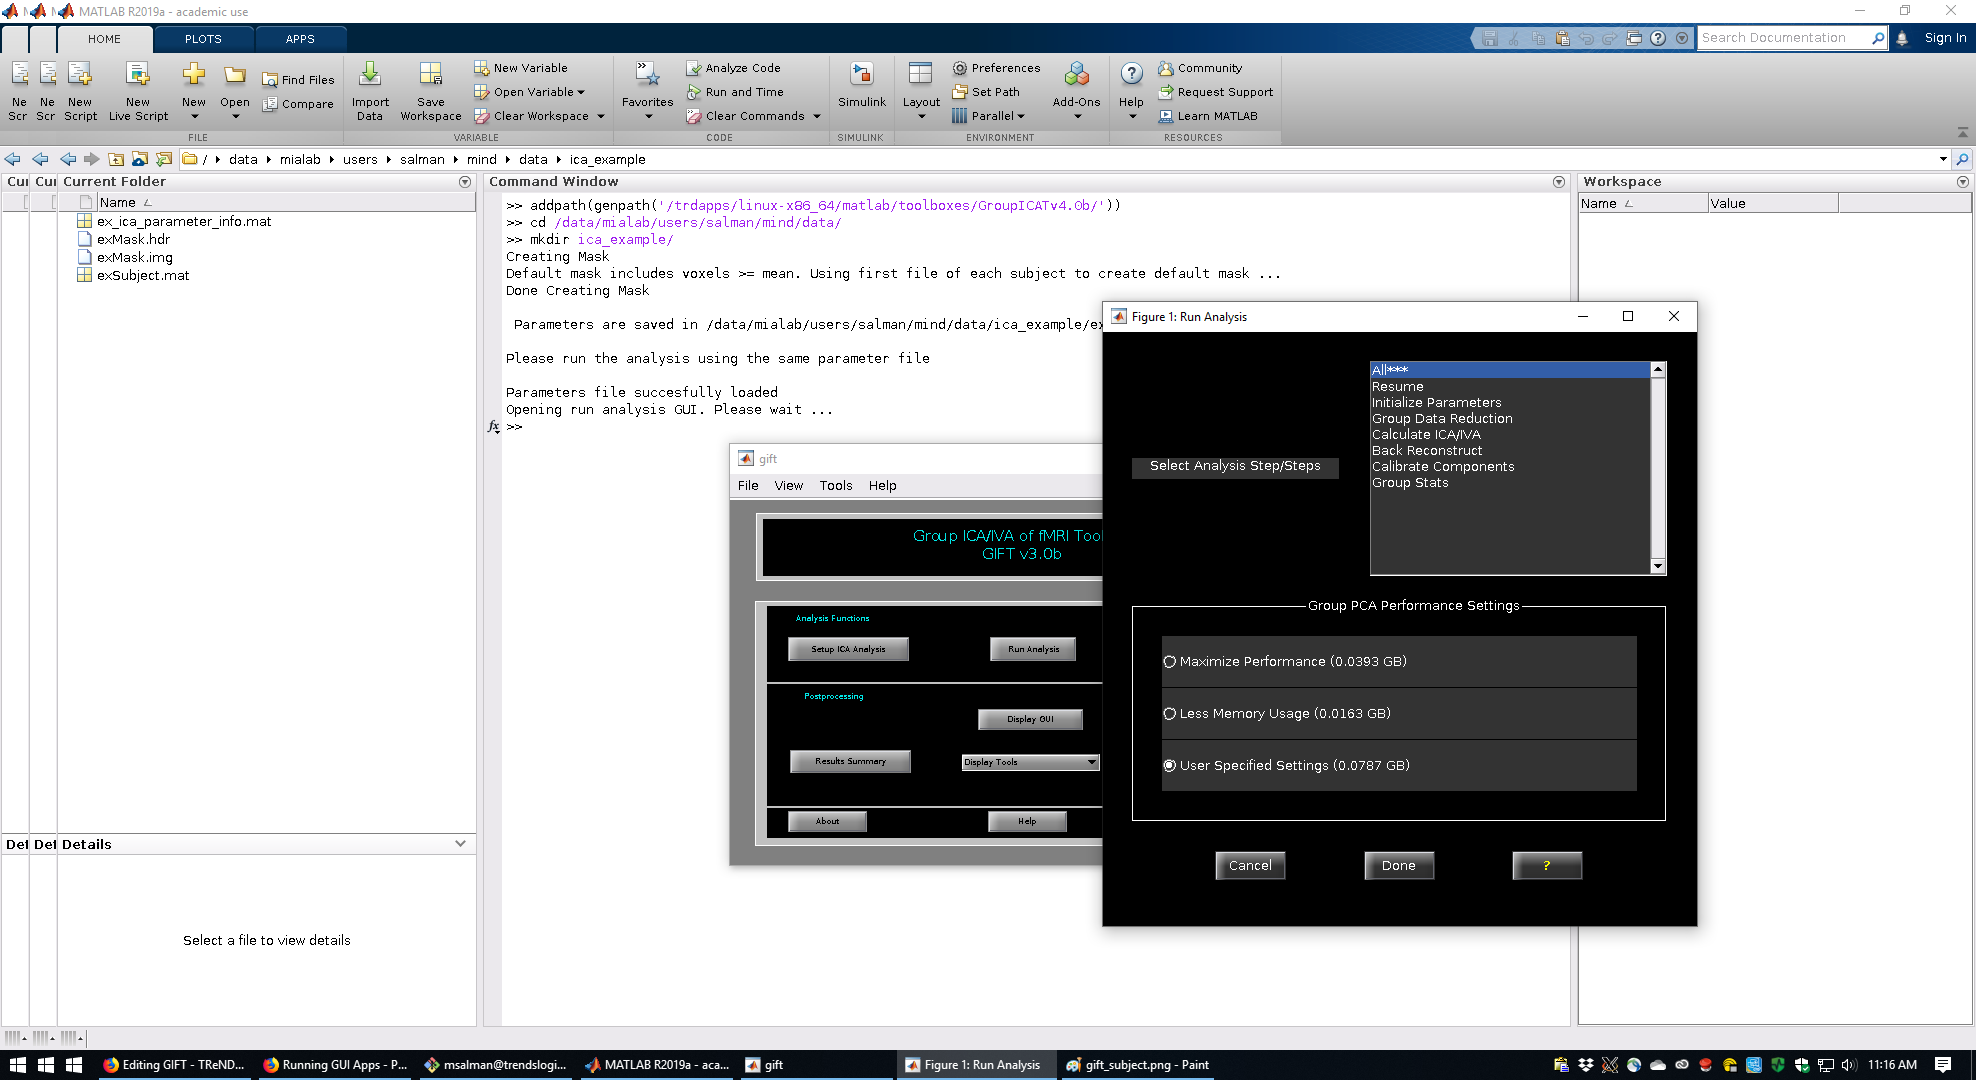 MATLAB R2019a - academic use
HOME PLOTS APPS
Search Documentation
Sign In
Ne Scr
Ne Scr
New Script
New Live Script
New
Open
Find Files
Compare
FILE
Import Data
Save Workspace
New Variable
Open Variable
Clear Workspace
VARIABLE
Favorites
Analyze Code
Run and Time
Clear Commands
CODE
Simulink
SIMULINK
Layout
Preferences
Set Path
Parallel
Add-Ons
ENVIRONMENT
Help
Community
Request Support
Learn MATLAB
RESOURCES
/ data mialab users salman mind data ica_example
Cur Cur Current Folder
Name
ex_ica_parameter_info.mat
exMask.hdr
exMask.img
exSubject.mat
Det Det Details
Select a file to view details
Command Window
>> addpath(genpath('/trdapps/linux-x86_64/matlab/toolboxes/GroupICATv4.0b/'))
>> cd /data/mialab/users/salman/mind/data/
>> mkdir ica_example/
Creating Mask
Default mask includes voxels >= mean. Using first file of each subject to create default mask ...
Done Creating Mask
Parameters are saved in /data/mialab/users/salman/mind/data/ica_example/ex
Please run the analysis using the same parameter file
Parameters file succesfully loaded
Opening run analysis GUI. Please wait ...
fx >>
Workspace
Name Value
gift
File View Tools Help
Group ICA/IVA of fMRI Tool
GIFT v3.0b
Analysis Functions
Setup ICA Analysis
Run Analysis
Postprocessing
Display GUI
Results Summary
Display Tools
About
Help
Figure 1: Run Analysis
Select Analysis Step/Steps
All***
Resume
Initialize Parameters
Group Data Reduction
Calculate ICA/IVA
Back Reconstruct
Calibrate Components
Group Stats
Group PCA Performance Settings
Maximize Performance (0.0393 GB)
Less Memory Usage (0.0163 GB)
User Specified Settings (0.0787 GB)
Cancel
Done
?
Editing GIFT - TReND...
Running GUI Apps - P...
msalman@trendslogi...
MATLAB R2019a - aca...
gift
Figure 1: Run Analysis
gift_subject.png - Paint
11:16 AM